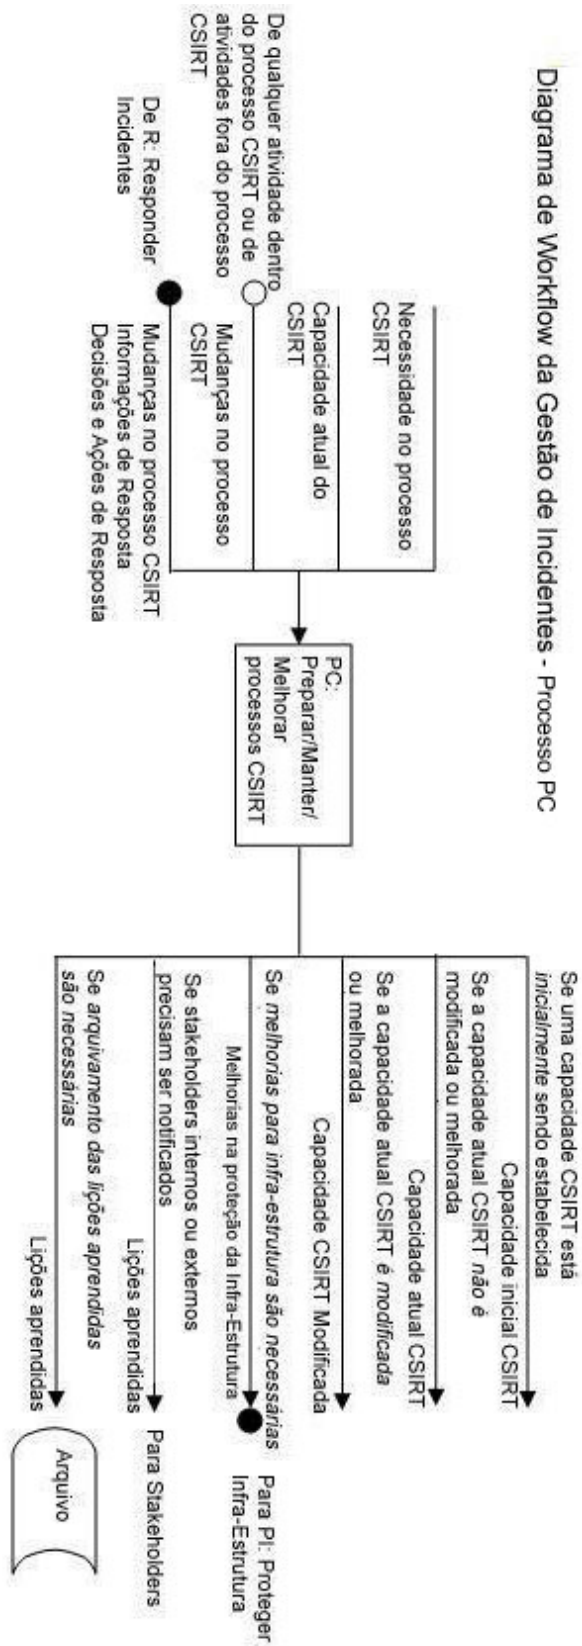 Diagrama de Workflow da Gestão de Incidentes - Processo PC
Necessidade no processo
CSIRT
Capacidade atual do
CSIRT
De qualquer atividade dentro
do processo CSIRT ou de
atividades fora do processo
CSIRT
Mudanças no processo
CSIRT
De R: Responder
Incidentes
Mudanças no processo CSIRT
Informações de Resposta
Decisões e Ações de Resposta
PC:
Preparar/Manter/
Melhorar
processos CSIRT
Se uma capacidade CSIRT está
inicialmente sendo estabelecida
Capacidade inicial CSIRT
Se a capacidade atual CSIRT não é
modificada ou melhorada
Capacidade atual CSIRT
Se a capacidade atual CSIRT é modificada
ou melhorada
Capacidade CSIRT Modificada
Se melhorias para infra-estrutura são necessárias
Melhorias na proteção da Infra-Estrutura
Para PI: Proteger
Infra-Estrutura
Se stakeholders internos ou externos
precisam ser notificados
Lições aprendidas
Para Stakeholders
Se arquivamento das lições aprendidas
são necessárias
Lições aprendidas
Arquivo